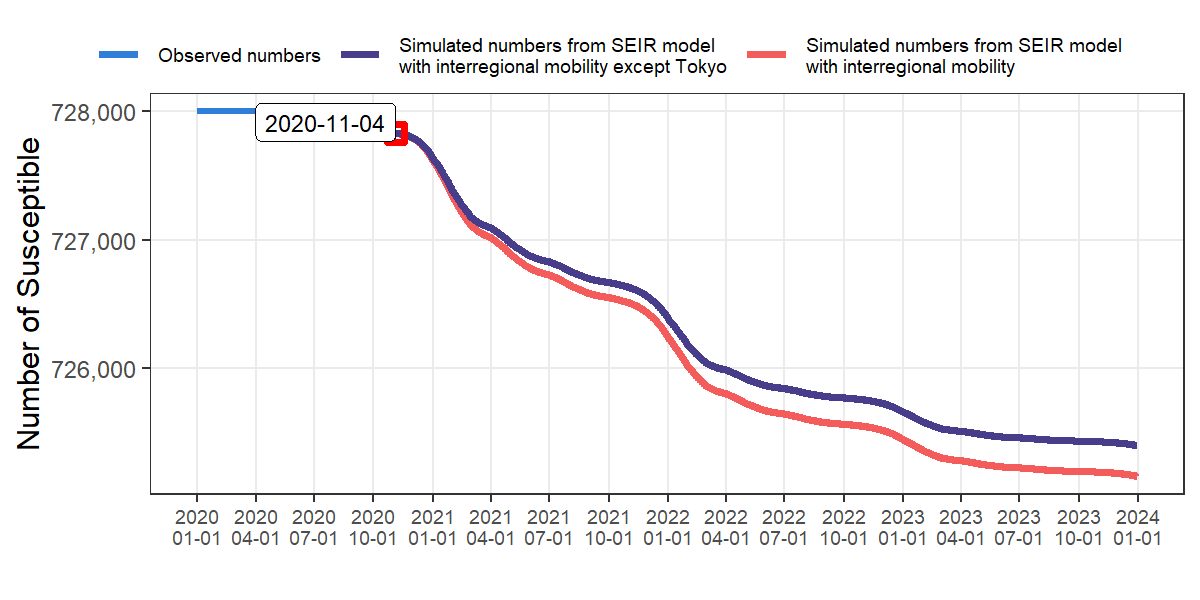 Observed numbers
Simulated numbers from SEIR model
with interregional mobility except Tokyo
Simulated numbers from SEIR model
with interregional mobility
Number of Susceptible
728,000
727,000
726,000
2020-11-04
2020 2020 2020 2020 2021 2021 2021 2021 2022 2022 2022 2022 2023 2023 2023 2023 2024
01-01 04-01 07-01 10-01 01-01 04-01 07-01 10-01 01-01 04-01 07-01 10-01 01-01 04-01 07-01 10-01 01-01